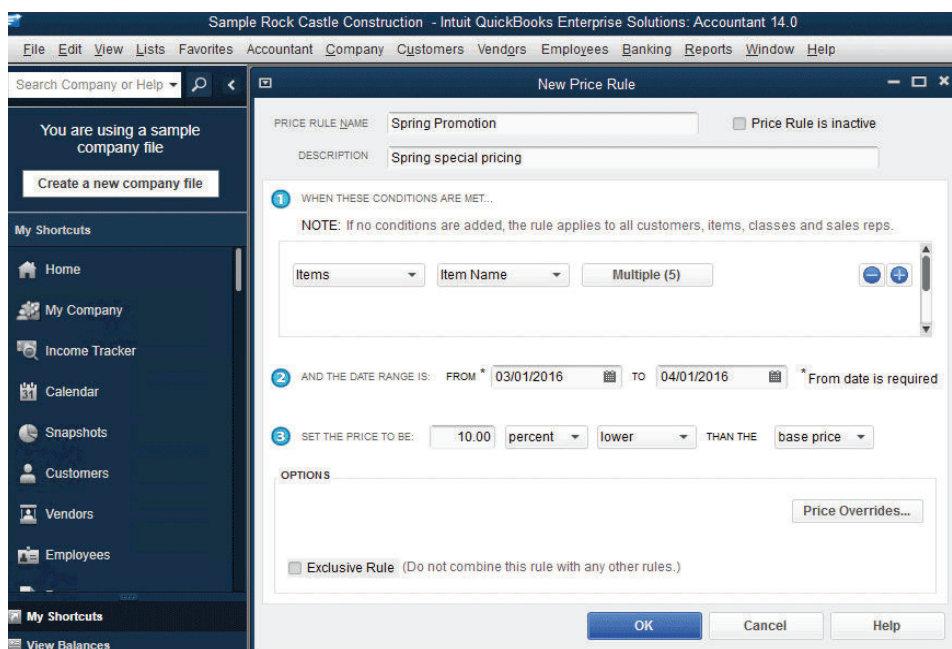 Sample Rock Castle Construction - Intuit QuickBooks Enterprise Solutions: Accountant 14.0
File Edit View Lists Favorites Accountant Company Customers Vendors Employees Banking Reports Window Help
Search Company or Help
You are using a sample
company file
Create a new company file
My Shortcuts
Home
My Company
Income Tracker
31
Calendar
Snapshots
Customers
Vendors
Employees
My Shortcuts
View Balances
New Price Rule
PRICE RULE NAME Spring Promotion Price Rule is inactive
DESCRIPTION Spring special pricing
1 WHEN THESE CONDITIONS ARE MET...
NOTE: If no conditions are added, the rule applies to all customers, items, classes and sales reps.
Items Item Name Multiple (5)
2 AND THE DATE RANGE IS: FROM * 03/01/2016 TO 04/01/2016 *From date is required
3 SET THE PRICE TO BE: 10.00 percent lower THAN THE base price
OPTIONS
Price Overrides...
Exclusive Rule (Do not combine this rule with any other rules.)
OK Cancel Help